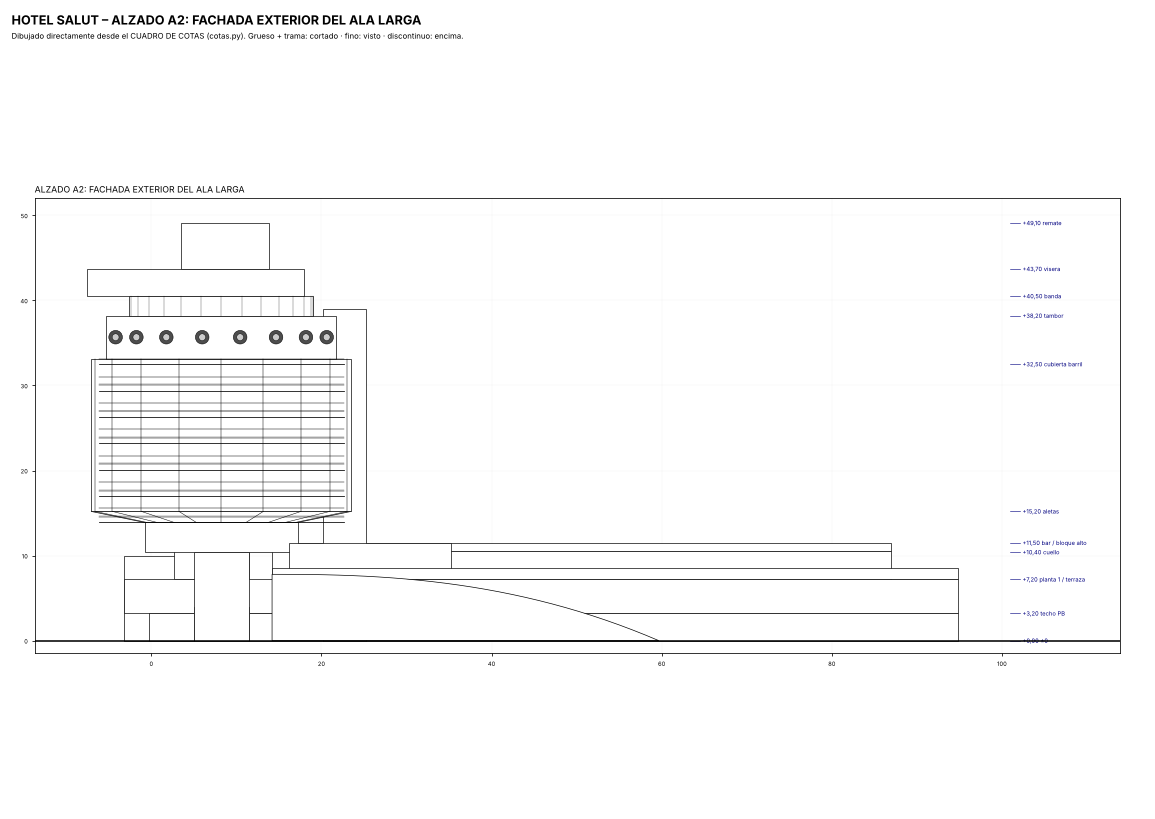 HOTEL SALUT – ALZADO A2: FACHADA EXTERIOR DEL ALA LARGA
Dibujado directamente desde el CUADRO DE COTAS (cotas.py). Grueso + trama: cortado · fino: visto · discontinuo: encima.
ALZADO A2: FACHADA EXTERIOR DEL ALA LARGA
50
+49,10 remate
+43,70 visera
40
+40,50 banda
+38,20 tambor
+32,50 cubierta barril
30
20
+15,20 aletas
+11,50 bar / bloque alto
10
+10,40 cuello
+7,20 planta 1 / terraza
+3,20 techo PB
0
0
20
40
60
80
100